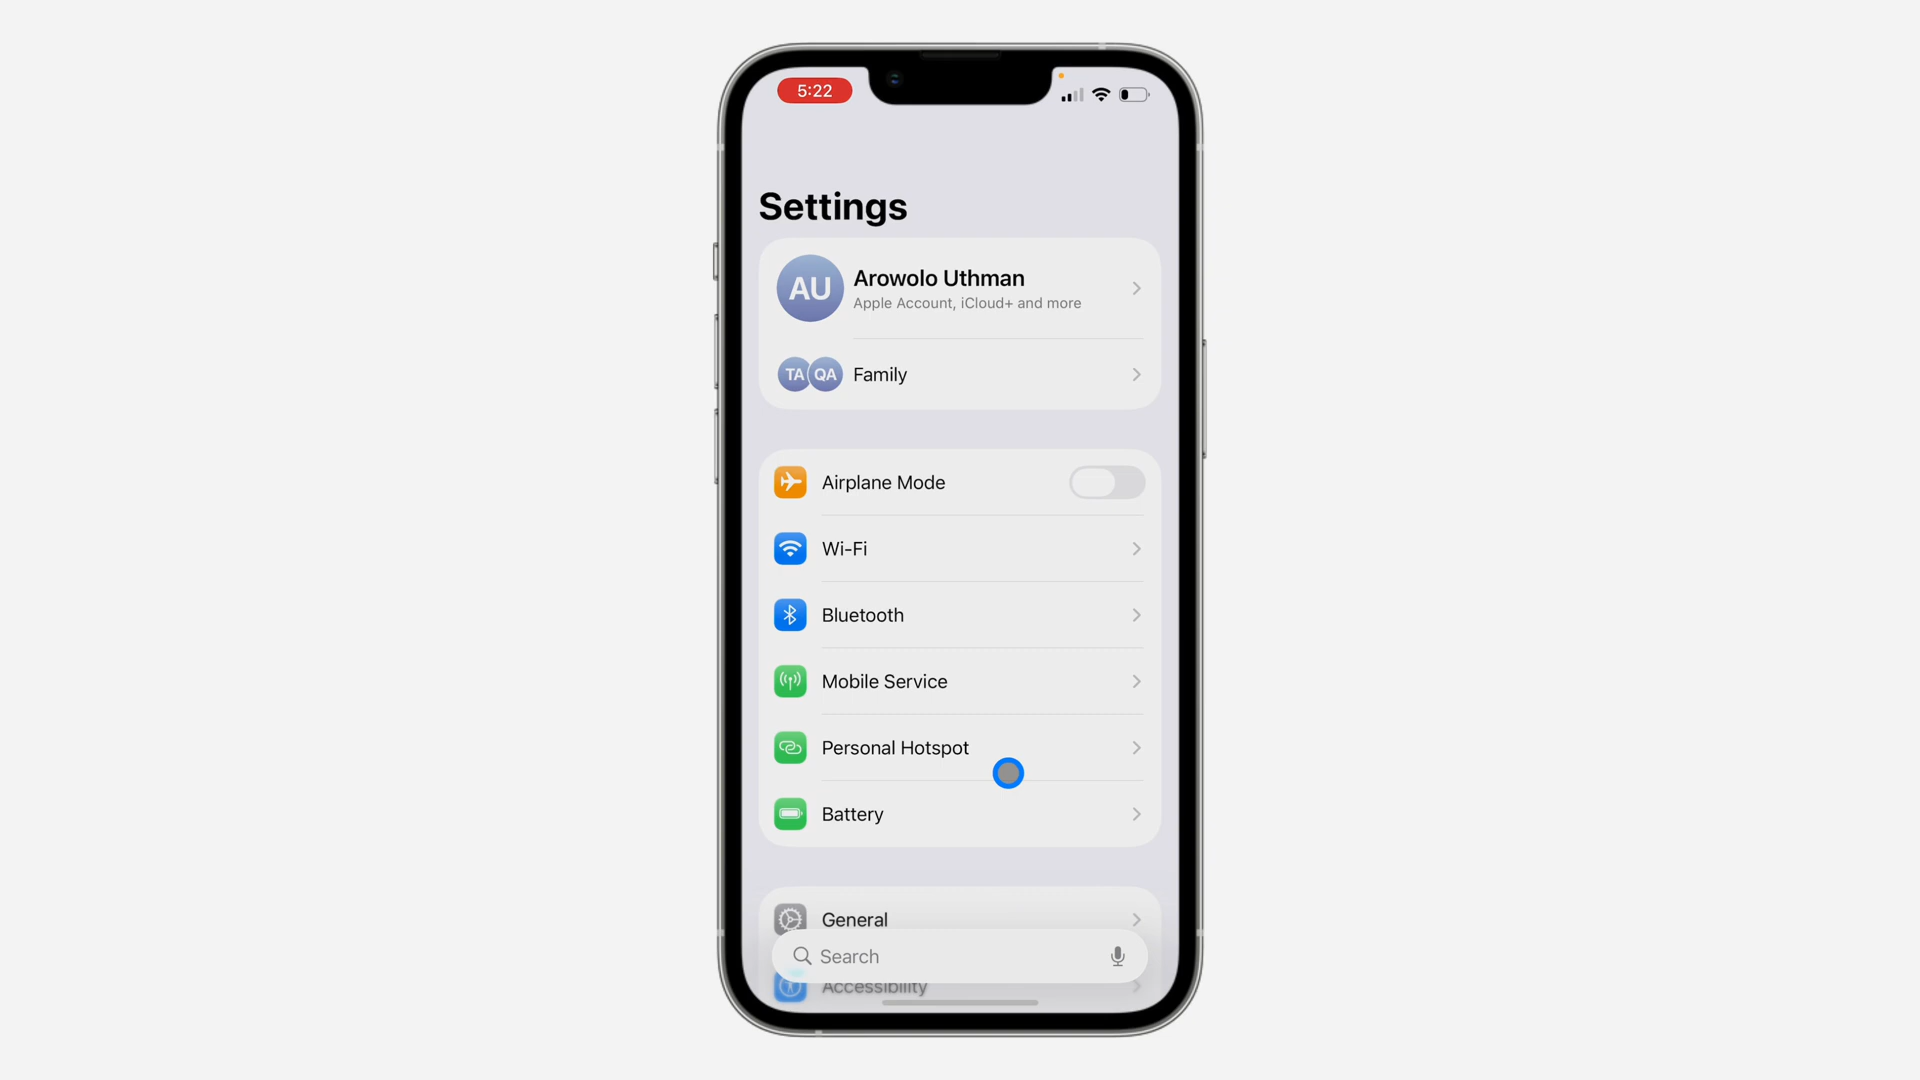 5:22
Settings
AU
Arowolo Uthman
Apple Account, iCloud+ and more
TA QA Family
Airplane Mode
Wi-Fi
Bluetooth
Mobile Service
Personal Hotspot
Battery
General
Search
Accessibility